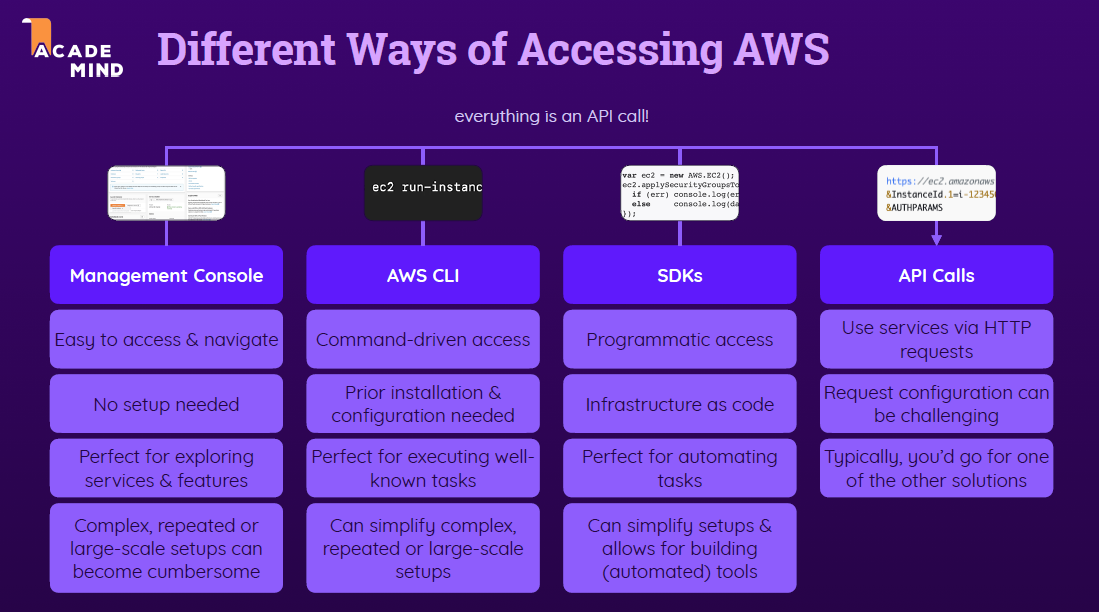 ACADE
MIND
Different Ways of Accessing AWS
everything is an API call!
ec2 run-instanc
var ec2 = new AWS.EC2();
ec2.applySecurityGroupsTo
if (err) console.log(er
else console.log(da
});
https://ec2.amazonaws
&InstanceId.1=i-123456
&AUTHPARAMS
Management Console
Easy to access & navigate
No setup needed
Perfect for exploring
services & features
Complex, repeated or
large-scale setups can
become cumbersome
AWS CLI
Command-driven access
Prior installation &
configuration needed
Perfect for executing well-
known tasks
Can simplify complex,
repeated or large-scale
setups
SDKs
Programmatic access
Infrastructure as code
Perfect for automating
tasks
Can simplify setups &
allows for building
(automated) tools
API Calls
Use services via HTTP
requests
Request configuration can
be challenging
Typically, you'd go for one
of the other solutions